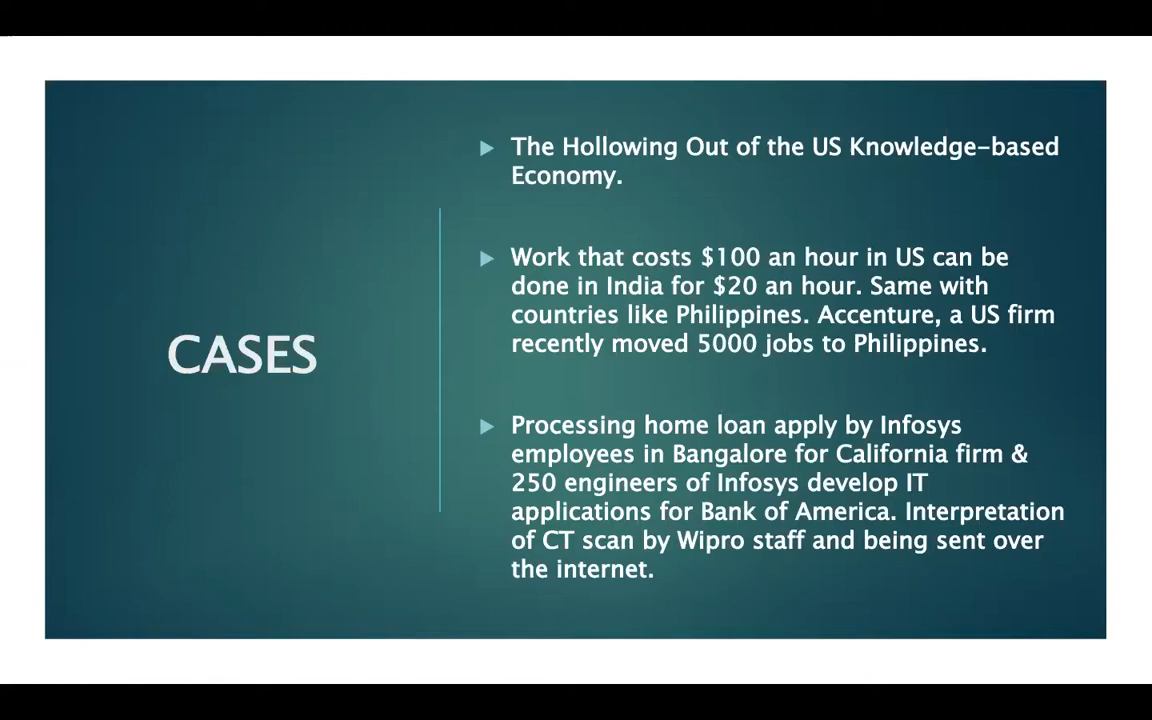 CASES
The Hollowing Out of the US Knowledge-based
Economy.
Work that costs $100 an hour in US can be
done in India for $20 an hour. Same with
countries like Philippines. Accenture, a US firm
recently moved 5000 jobs to Philippines.
Processing home loan apply by Infosys
employees in Bangalore for California firm &
250 engineers of Infosys develop IT
applications for Bank of America. Interpretation
of CT scan by Wipro staff and being sent over
the internet.